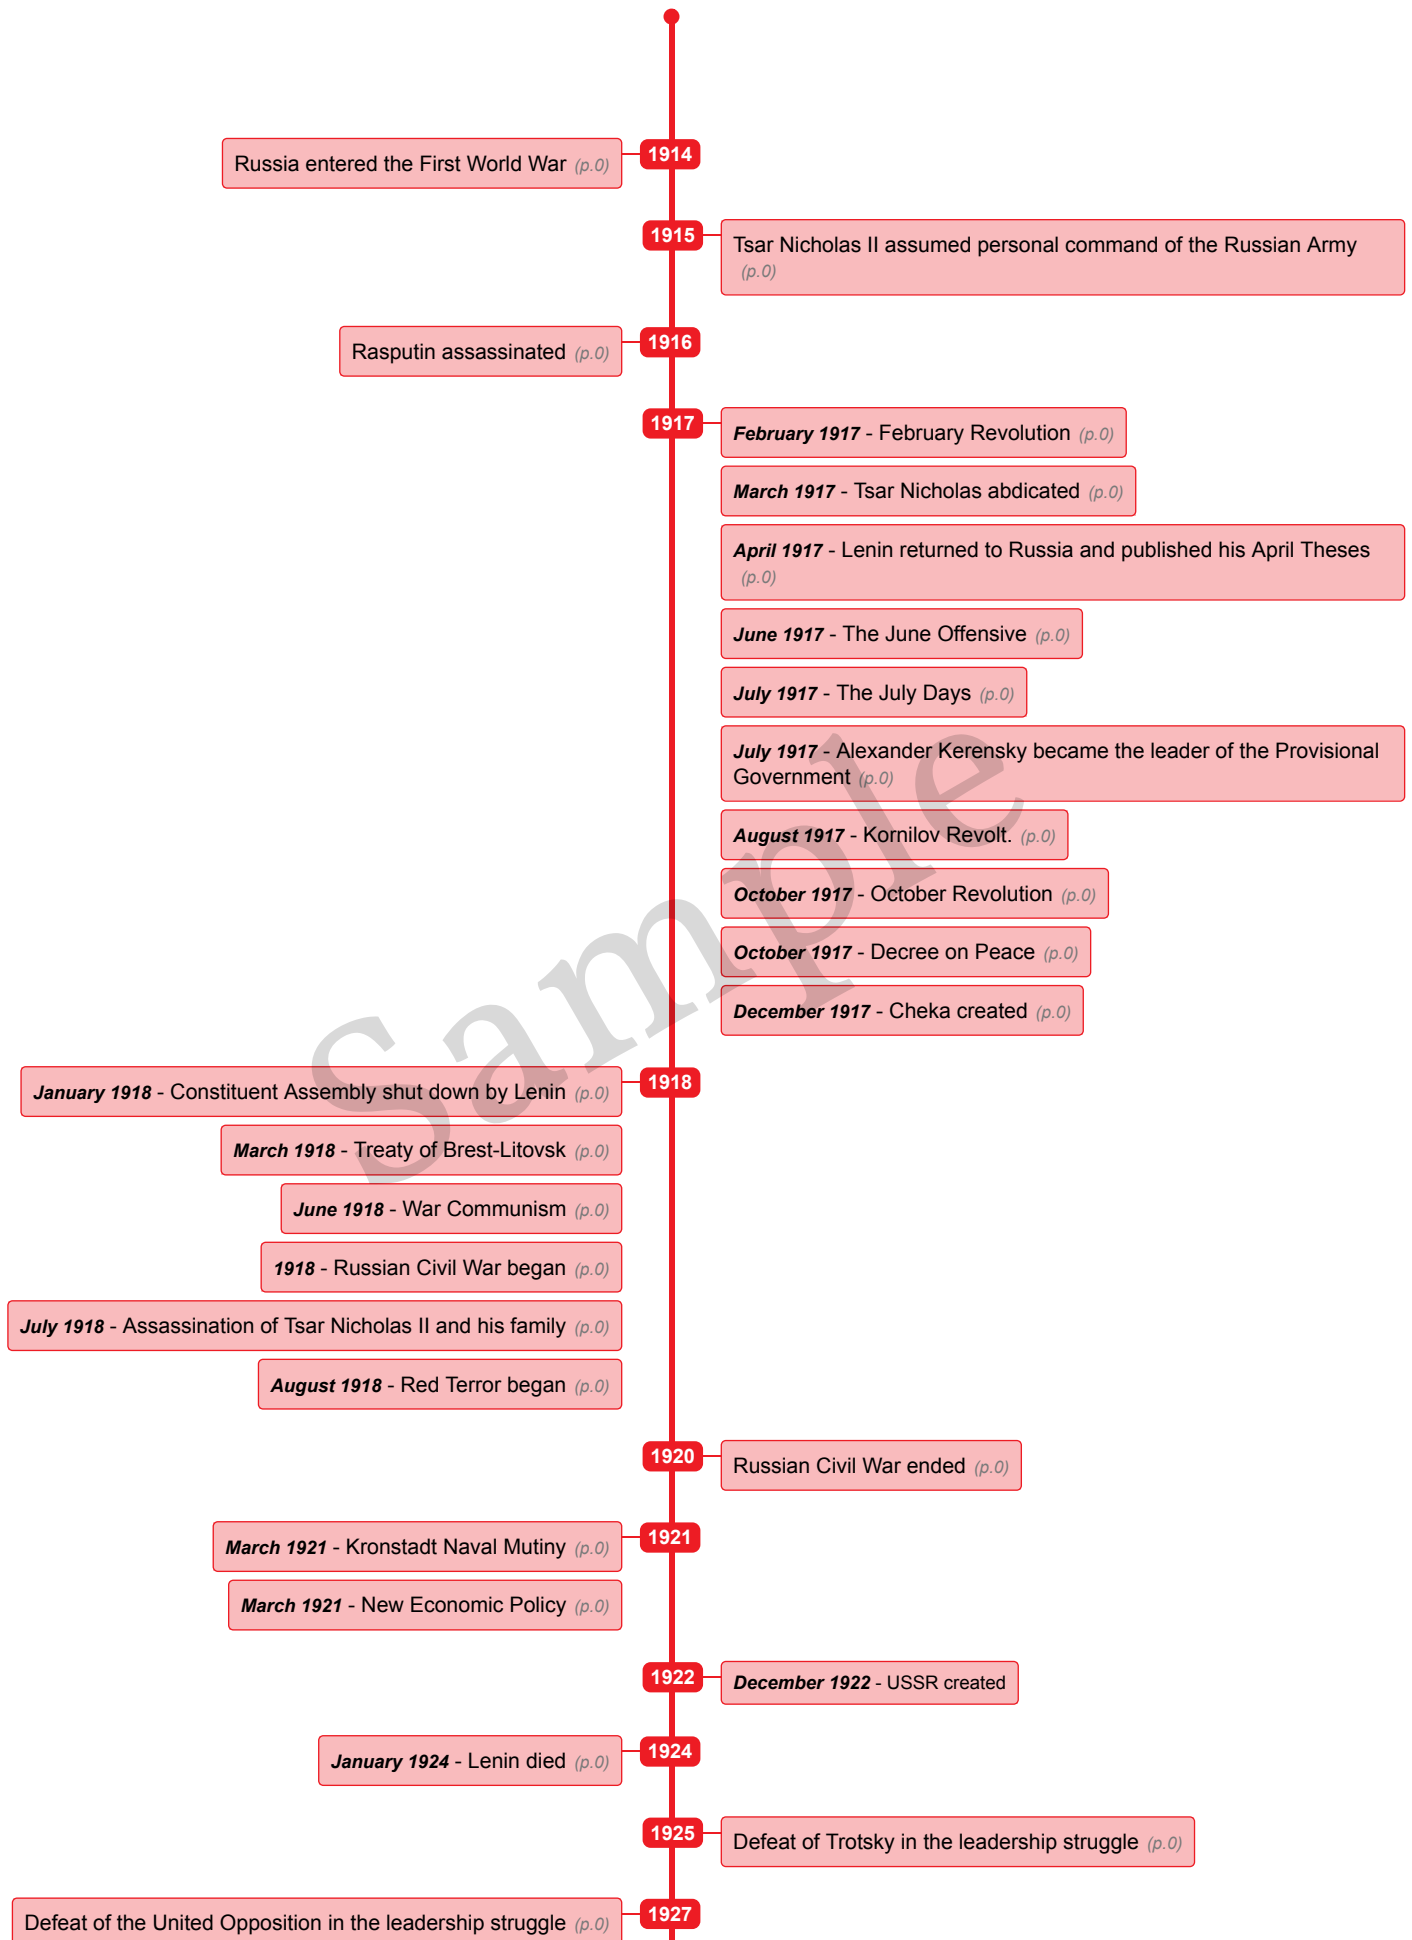 1914
Russia entered the First World War (p.0)
1915
Tsar Nicholas II assumed personal command of the Russian Army
(p.0)
1916
Rasputin assassinated (p.0)
1917
February 1917 - February Revolution (p.0)
March 1917 - Tsar Nicholas abdicated (p.0)
April 1917 - Lenin returned to Russia and published his April Theses
(p.0)
June 1917 - The June Offensive (p.0)
July 1917 - The July Days (p.0)
July 1917 - Alexander Kerensky became the leader of the Provisional
Government (p.0)
August 1917 - Kornilov Revolt. (p.0)
October 1917 - October Revolution (p.0)
October 1917 - Decree on Peace (p.0)
December 1917 - Cheka created (p.0)
Sample
1918
January 1918 - Constituent Assembly shut down by Lenin (p.0)
March 1918 - Treaty of Brest-Litovsk (p.0)
June 1918 - War Communism (p.0)
1918 - Russian Civil War began (p.0)
July 1918 - Assassination of Tsar Nicholas II and his family (p.0)
August 1918 - Red Terror began (p.0)
1920
Russian Civil War ended (p.0)
1921
March 1921 - Kronstadt Naval Mutiny (p.0)
March 1921 - New Economic Policy (p.0)
1922
December 1922 - USSR created
1924
January 1924 - Lenin died (p.0)
1925
Defeat of Trotsky in the leadership struggle (p.0)
1927
Defeat of the United Opposition in the leadership struggle (p.0)